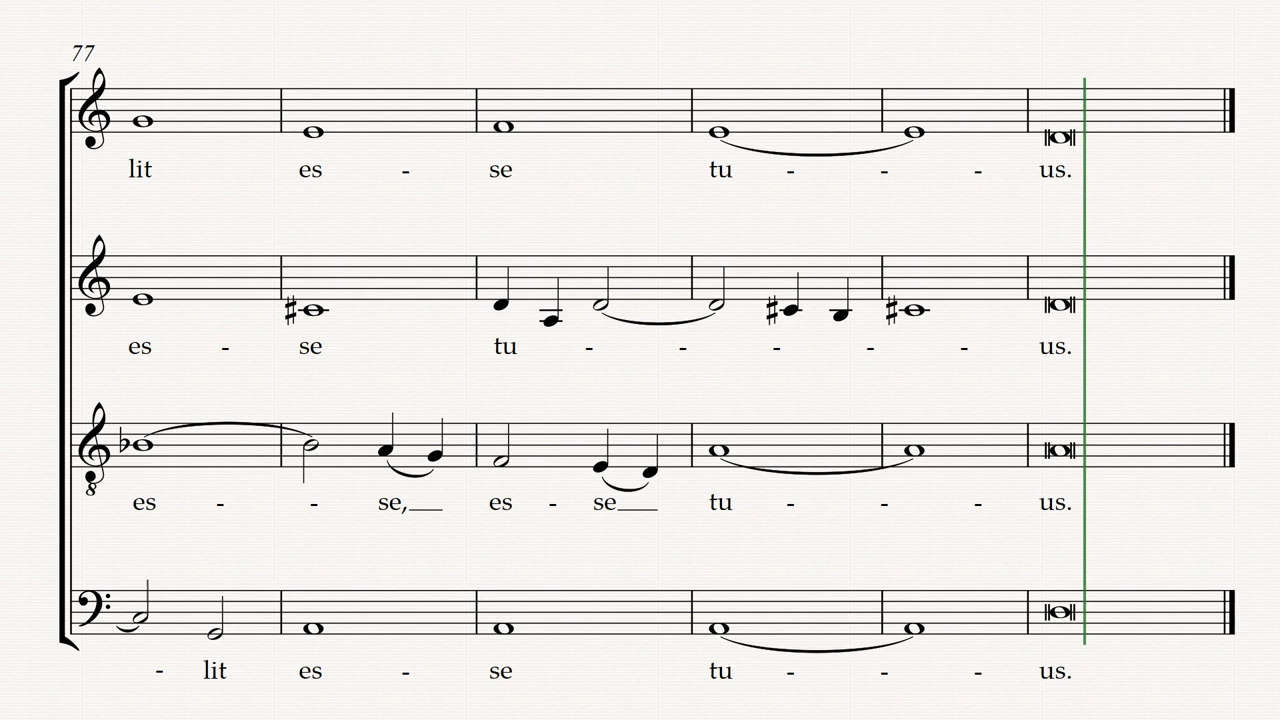 77
lit es - se tu - - - us.
es - se tu - - - - - us.
es - - se, es - se tu - - - us.
- lit es - se tu - - - us.